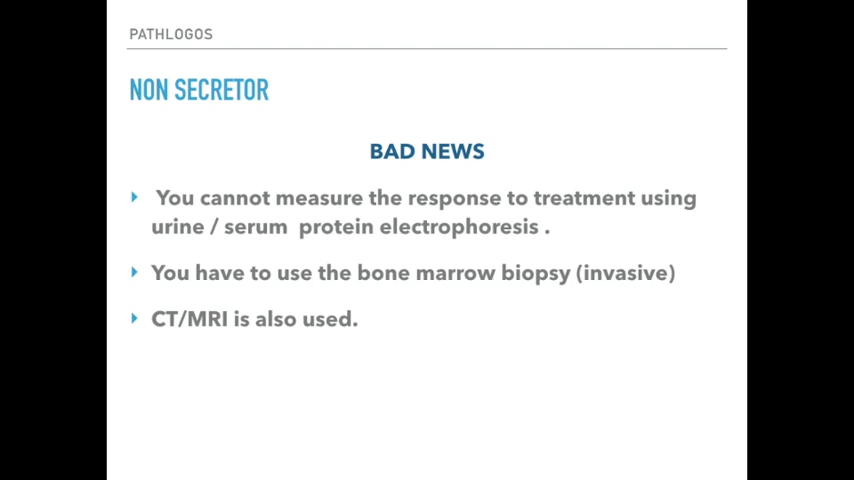 PATHLOGOS
NON SECRETOR
BAD NEWS
You cannot measure the response to treatment using
urine / serum protein electrophoresis .
You have to use the bone marrow biopsy (invasive)
CT/MRI is also used.